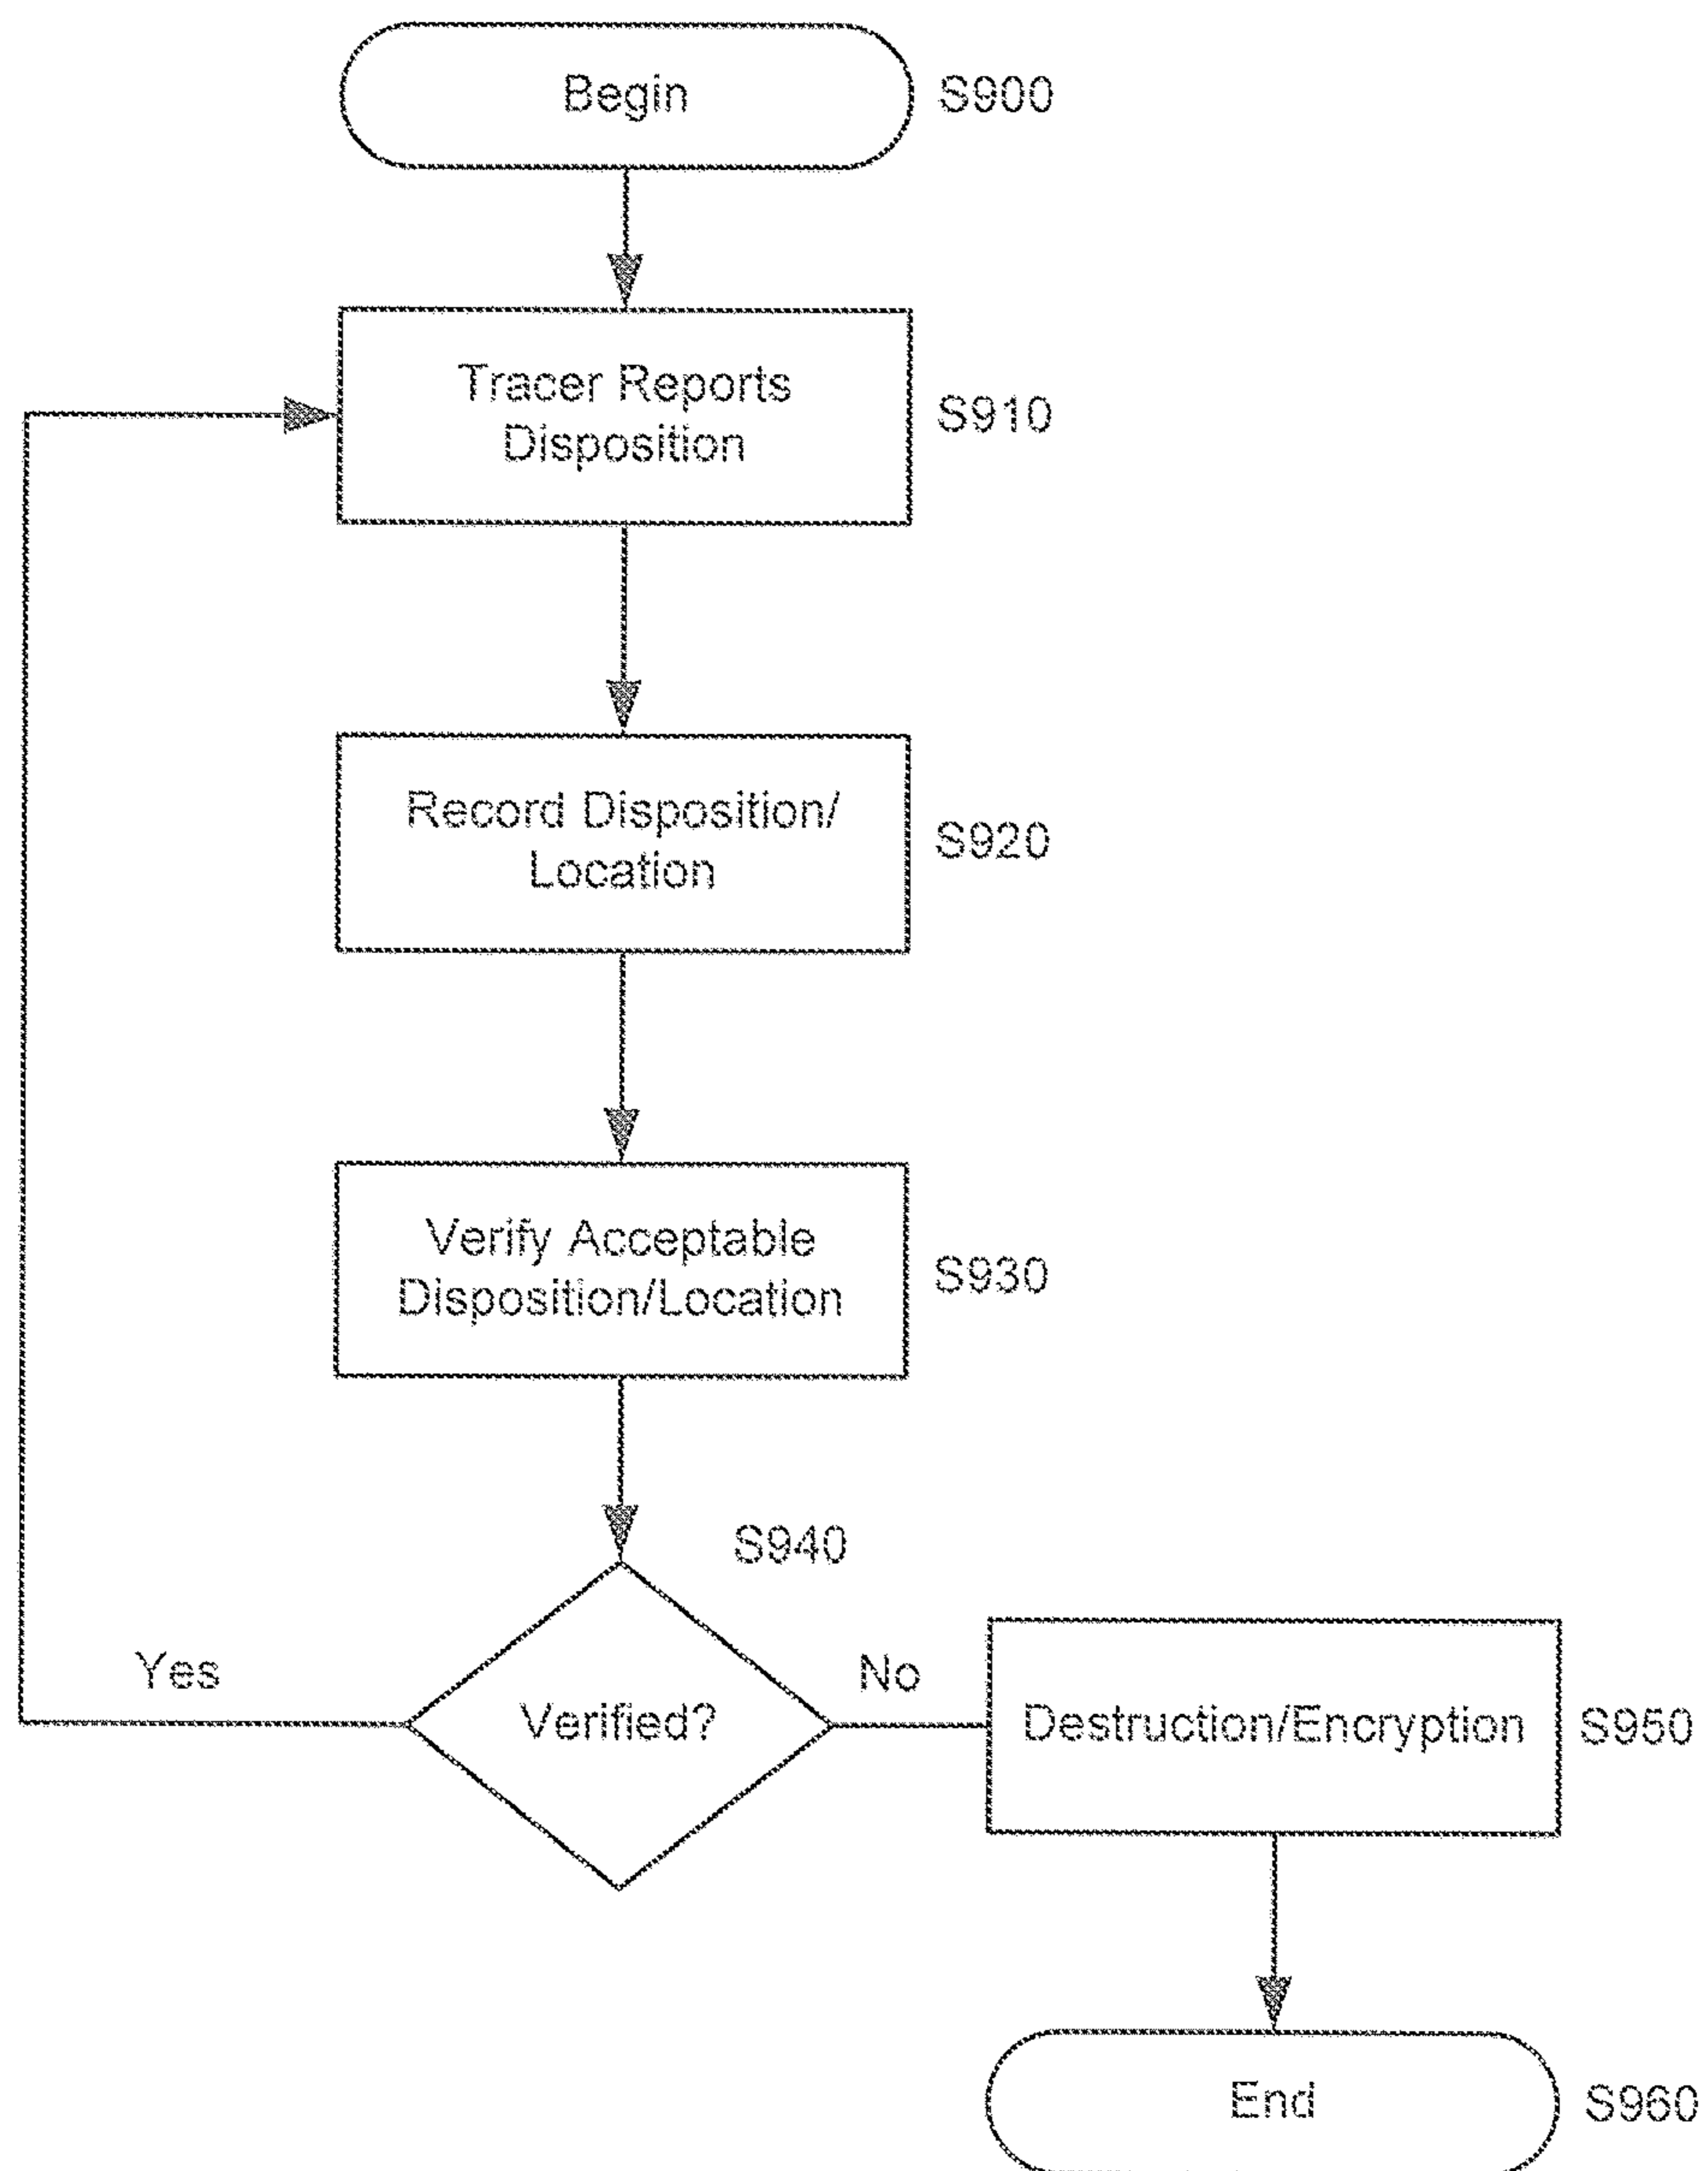 Begin
S900
Tracer Reports
Disposition
S910
Record Disposition/
Location
S920
Verify Acceptable
Disposition/Location
S930
S940
Yes
Verified?
No
Destruction/Encryption
S950
End
S960